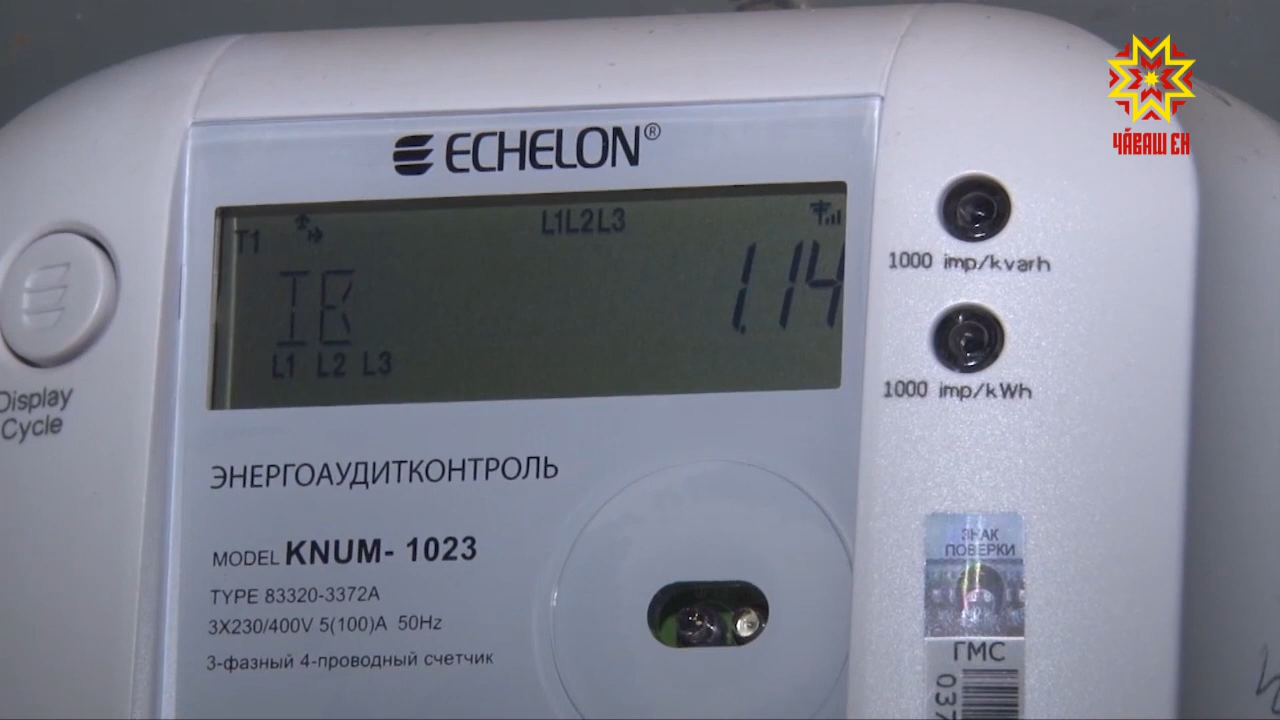 ЧӐВАШ ЕН
ECHELON®
T1
L1L2L3
IB
1.14
L1 L2 L3
1000 imp/kvarh
1000 imp/kWh
Display
Cycle
ЭНЕРГОАУДИТКОНТРОЛЬ
MODEL KNUM- 1023
TYPE 83320-3372A
3X230/400V 5(100)A 50Hz
3-фазный 4-проводный счетчик
ЗНАК
ПОВЕРКИ
ГМС
037